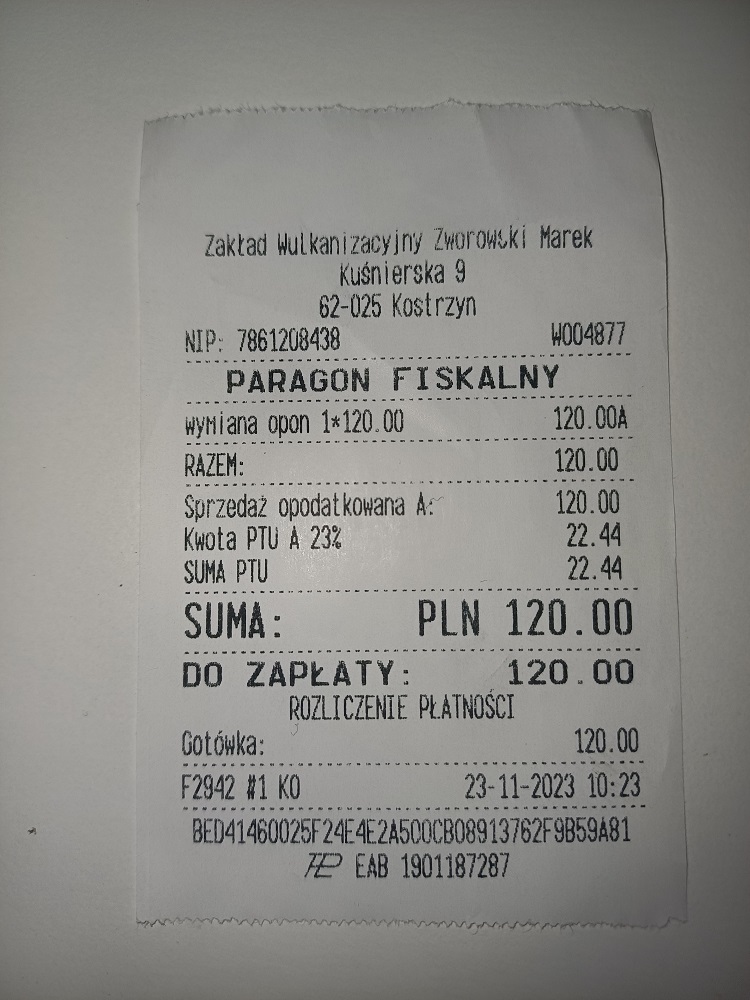 Zakład Wulkanizacyjny Zworowski Marek
Kuśnierska 9
62-025 Kostrzyn
NIP: 7861208438 W004877
PARAGON FISKALNY
wymiana opon 1*120.00 120.00A
RAZEM: 120.00
Sprzedaż opodatkowana A: 120.00
Kwota PTU A 23% 22.44
SUMA PTU 22.44
SUMA: PLN 120.00
DO ZAPŁATY: 120.00
ROZLICZENIE PŁATNOŚCI
Gotówka: 120.00
F2942 #1 KO 23-11-2023 10:23
BED41460025F24E4E2A500CB08913762F9B59A81
EAB 1901187287